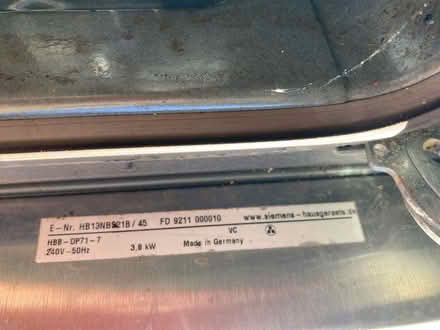 E-Nr. HB13NB521B / 45 FD 9211 000010 www.siemens-hausgeraete.de
HBB-DP71-7 VC
240V-50Hz 3,8 kW Made in Germany